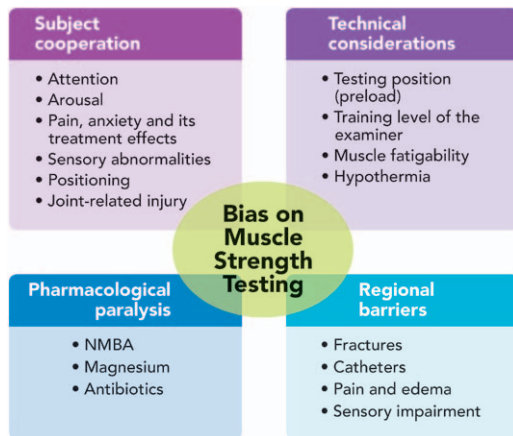 Subject
cooperation
• Attention
• Arousal
• Pain, anxiety and its
treatment effects
• Sensory abnormalities
• Positioning
• Joint-related injury
Technical
considerations
• Testing position
(preload)
• Training level of the
examiner
• Muscle fatigability
• Hypothermia
Bias on
Muscle
Strength
Testing
Pharmacological
paralysis
• NMBA
• Magnesium
• Antibiotics
Regional
barriers
• Fractures
• Catheters
• Pain and edema
• Sensory impairment